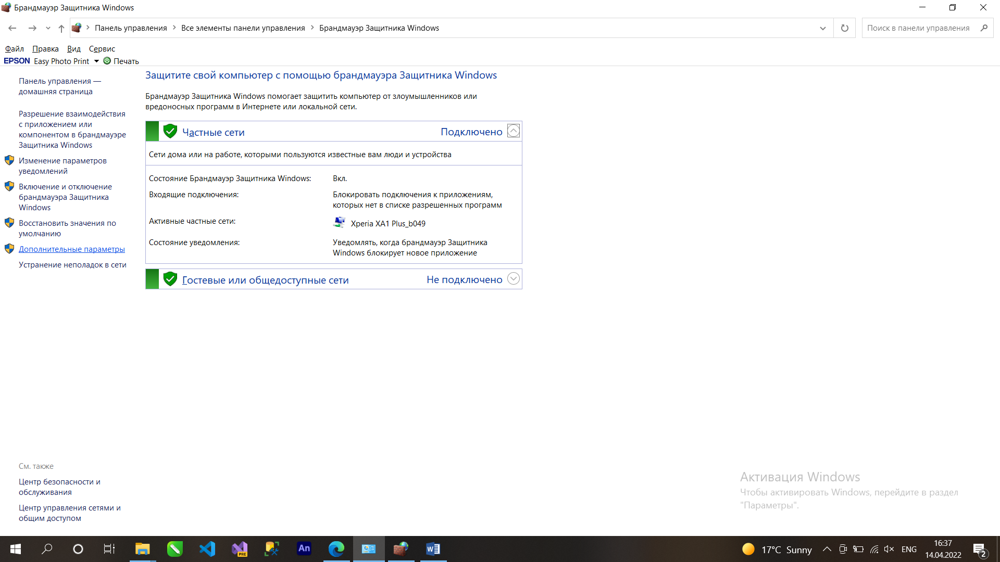 Брандмауэр Защитника Windows
Панель управления
Все элементы панели управления
Брандмауэр Защитника Windows
Поиск в панели управления
Файл Правка Вид Сервис
EPSON Easy Photo Print Печать
Панель управления —
домашняя страница
Разрешение взаимодействия
с приложением или
компонентом в брандмауэре
Защитника Windows
Изменение параметров
уведомлений
Включение и отключение
брандмауэра Защитника
Windows
Восстановить значения по
умолчанию
Дополнительные параметры
Устранение неполадок в сети
Защитите свой компьютер с помощью брандмауэра Защитника Windows
Брандмауэр Защитника Windows помогает защитить компьютер от злоумышленников или
вредоносных программ в Интернете или локальной сети.
Частные сети Подключено
Сети дома или на работе, которыми пользуются известные вам люди и устройства
Состояние Брандмауэр Защитника Windows: Вкл.
Входящие подключения: Блокировать подключения к приложениям,
которых нет в списке разрешенных программ
Активные частные сети: Xperia XA1 Plus_b049
Состояние уведомления: Уведомлять, когда брандмауэр Защитника
Windows блокирует новое приложение
Гостевые или общедоступные сети Не подключено
См. также
Центр безопасности и
обслуживания
Центр управления сетями и
общим доступом
Активация Windows
Чтобы активировать Windows, перейдите в раздел
"Параметры".
PRE
An
17°C Sunny
ENG
16:37
14.04.2022
2